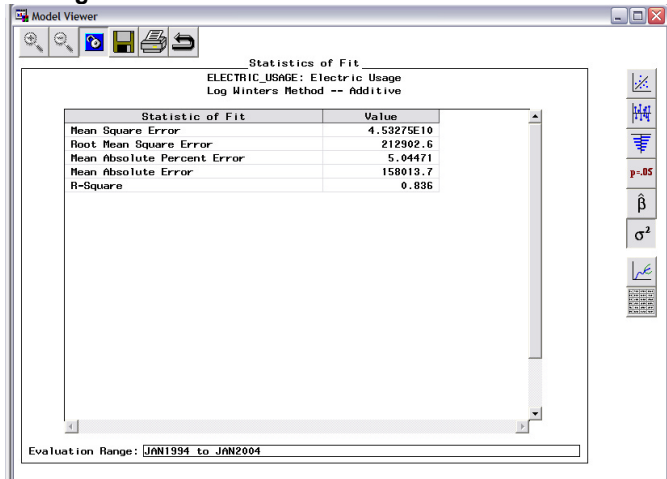 Model Viewer
Statistics of Fit
ELECTRIC_USAGE: Electric Usage
Log Winters Method -- Additive
Statistic of Fit Value
Mean Square Error 4.53275E10
Root Mean Square Error 212902.6
Mean Absolute Percent Error 5.04471
Mean Absolute Error 158013.7
R-Square 0.836
p=.05
β̂
σ²
Evaluation Range: JAN1994 to JAN2004